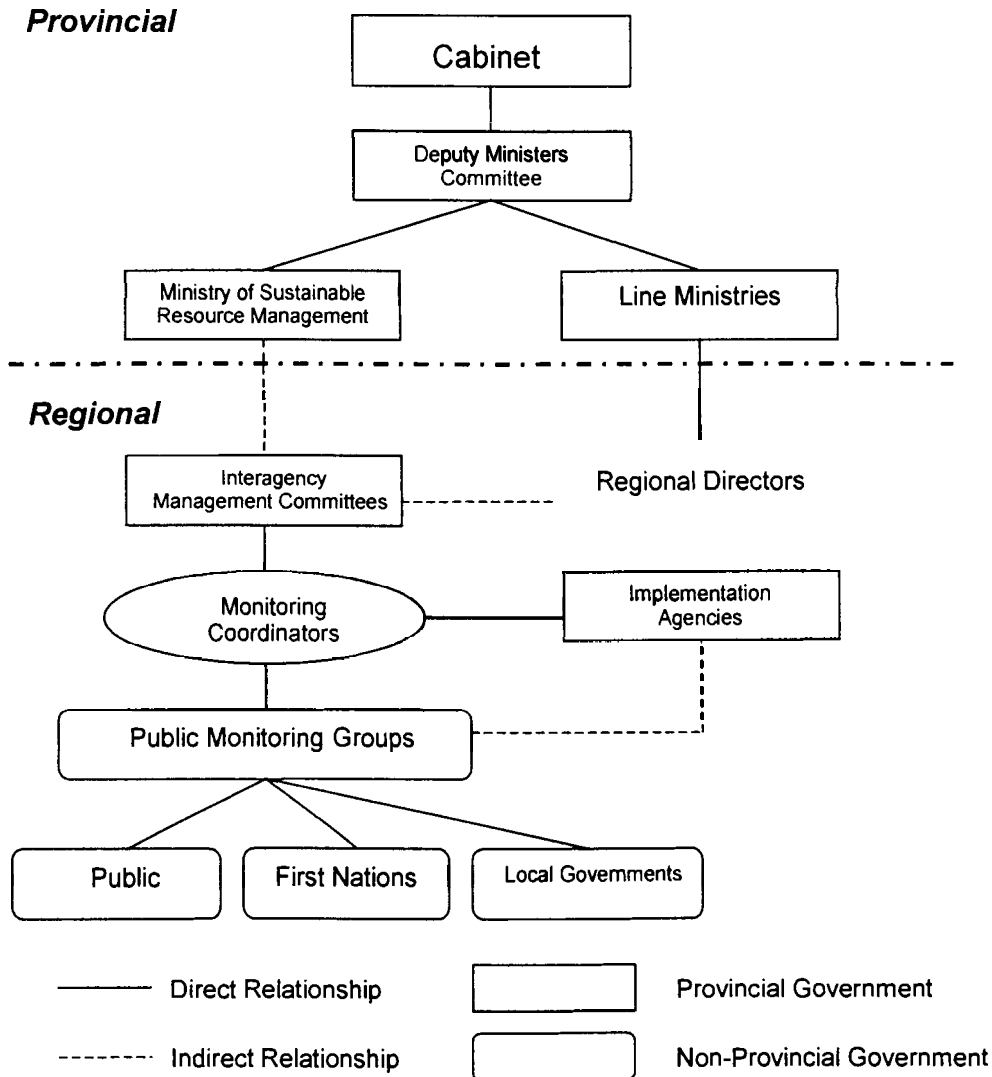 Provincial
Cabinet
Deputy Ministers
Committee
Ministry of Sustainable
Resource Management
Line Ministries
Regional
Interagency
Management Committees
Regional Directors
Monitoring
Coordinators
Implementation
Agencies
Public Monitoring Groups
Public
First Nations
Local Governments
Direct Relationship
Provincial Government
Indirect Relationship
Non-Provincial Government